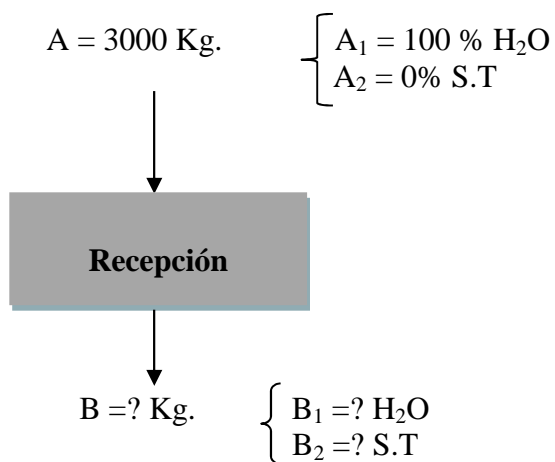 A = 3000 Kg.
A₁ = 100 % H₂O
A₂ = 0% S.T
Recepción
B =? Kg.
B₁ =? H₂O
B₂ =? S.T